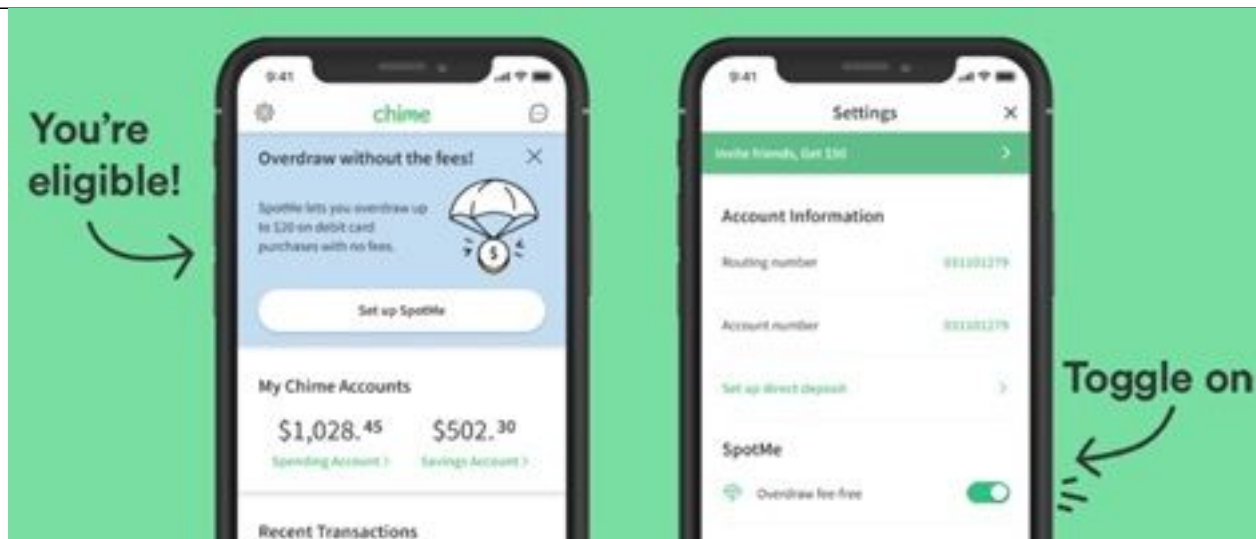 You're
eligible!
9:41
chime
Overdraw without the fees!
SpotMe lets you overdraw up
to $20 on debit card
purchases with no fees.
Set up SpotMe
My Chime Accounts
$1,028.45 $502.30
Spending Account > Savings Account >
Recent Transactions
9:41
Settings
Invite friends, Get $50
Account Information
Routing number 031101279
Account number 031101279
Set up direct deposit
SpotMe
Overdraw fee-free
Toggle on